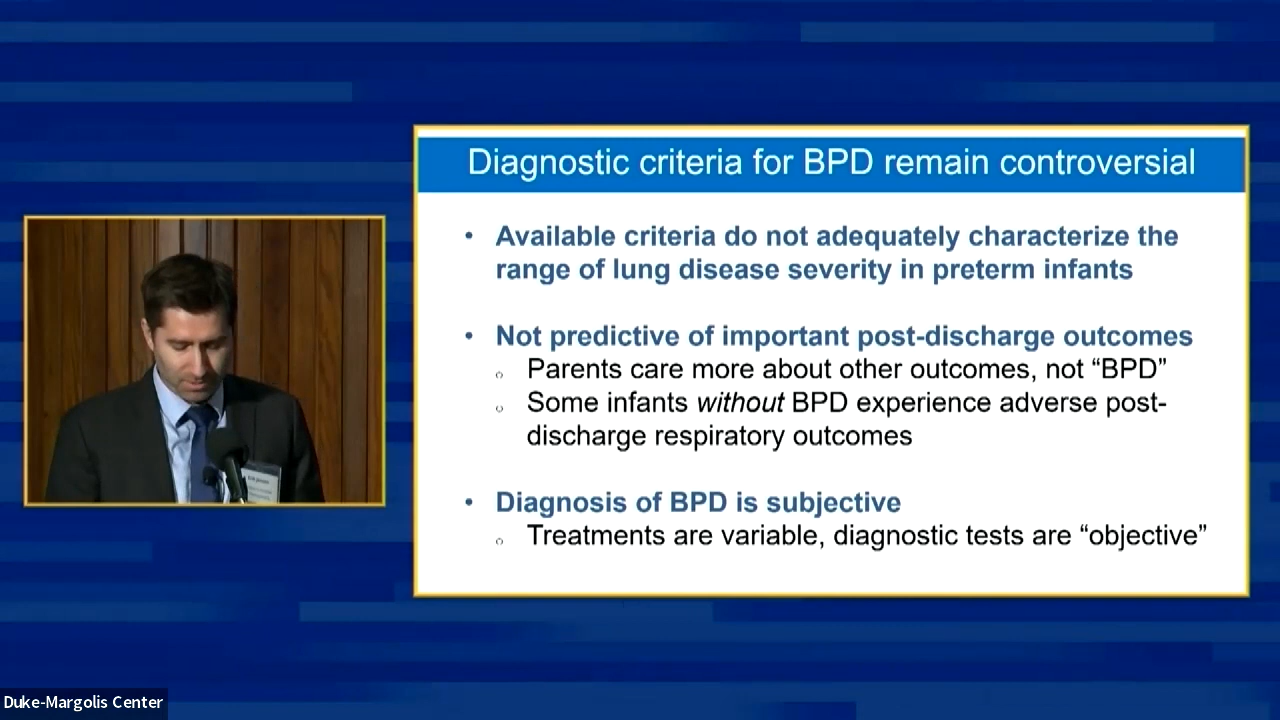 Diagnostic criteria for BPD remain controversial
• Available criteria do not adequately characterize the
range of lung disease severity in preterm infants
• Not predictive of important post-discharge outcomes
○ Parents care more about other outcomes, not “BPD”
○ Some infants without BPD experience adverse post-
discharge respiratory outcomes
• Diagnosis of BPD is subjective
○ Treatments are variable, diagnostic tests are “objective”
Duke-Margolis Center